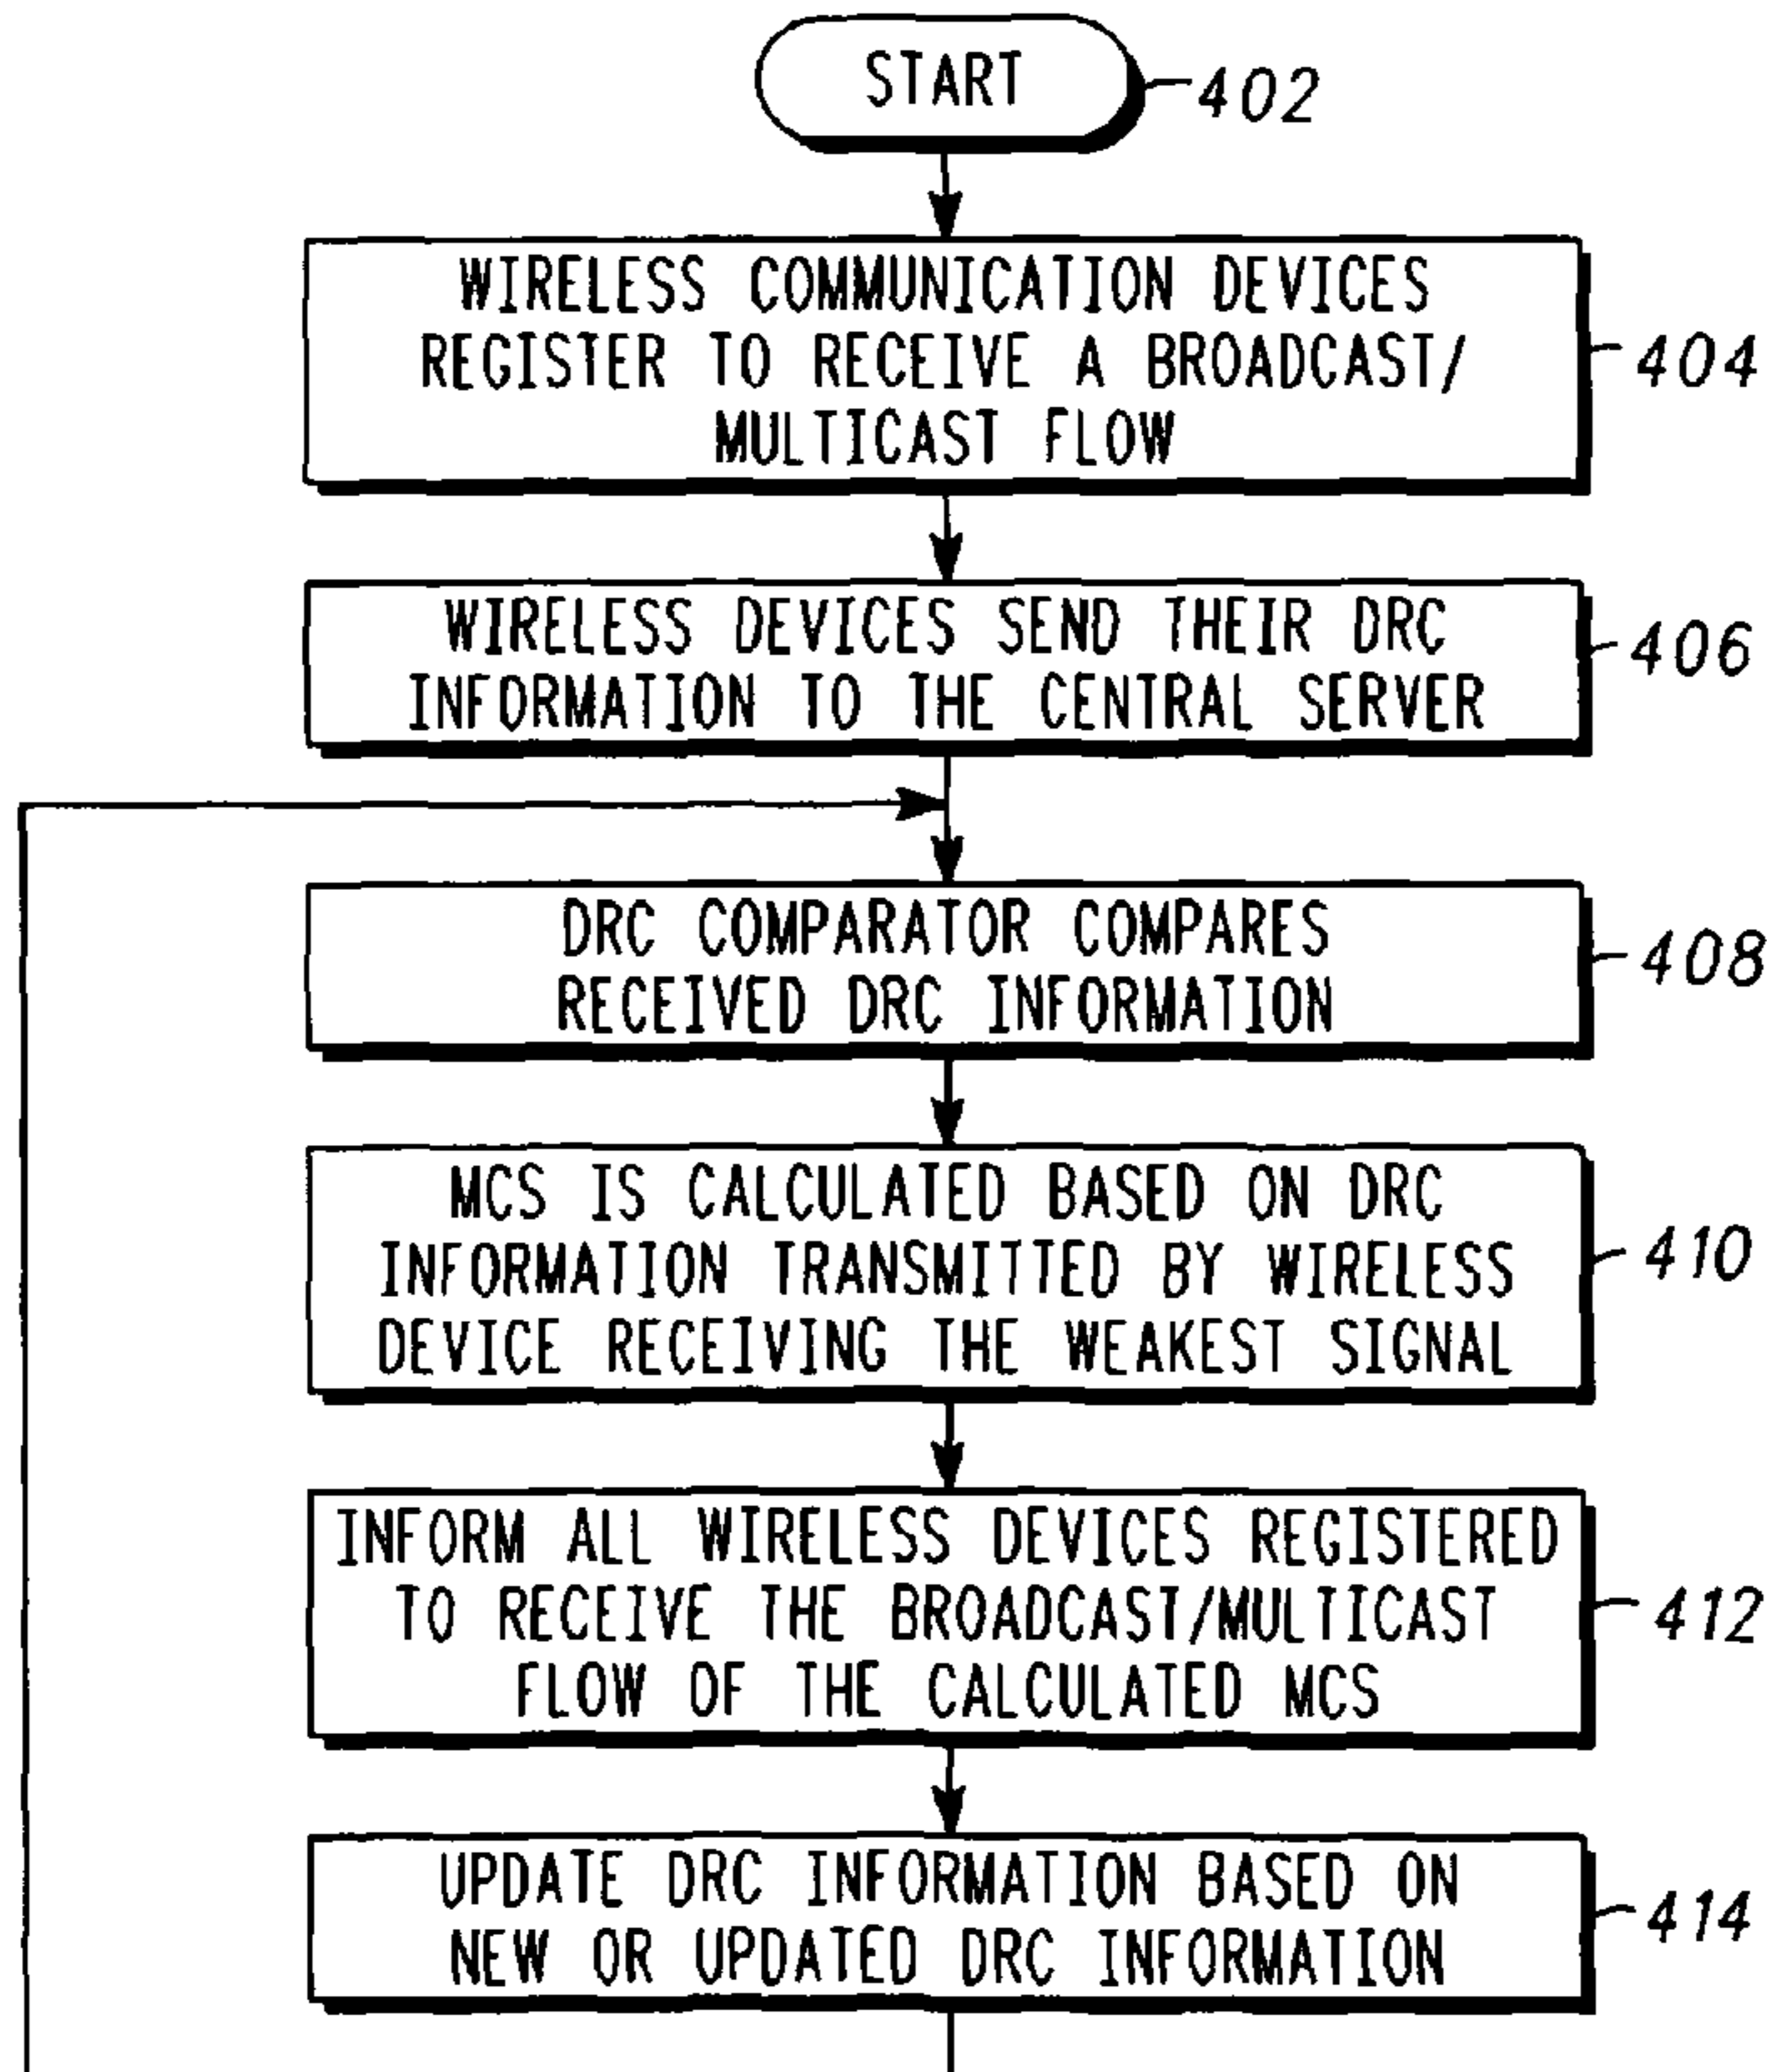 START
402
WIRELESS COMMUNICATION DEVICES
REGISTER TO RECEIVE A BROADCAST/
MULTICAST FLOW
404
WIRELESS DEVICES SEND THEIR DRC
INFORMATION TO THE CENTRAL SERVER
406
DRC COMPARATOR COMPARES
RECEIVED DRC INFORMATION
408
MCS IS CALCULATED BASED ON DRC
INFORMATION TRANSMITTED BY WIRELESS
DEVICE RECEIVING THE WEAKEST SIGNAL
410
INFORM ALL WIRELESS DEVICES REGISTERED
TO RECEIVE THE BROADCAST/MULTICAST
FLOW OF THE CALCULATED MCS
412
UPDATE DRC INFORMATION BASED ON
NEW OR UPDATED DRC INFORMATION
414